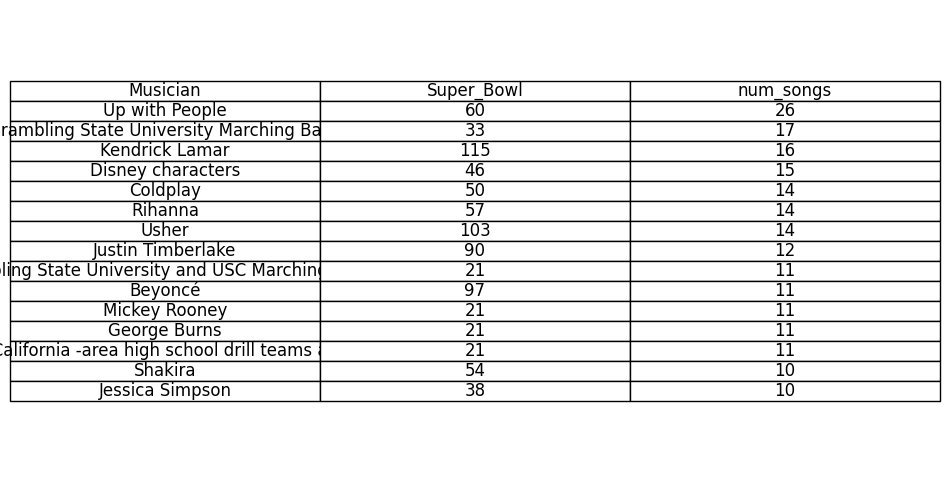 Musician Super_Bowl num_songs
Up with People 60 26
rambling State University Marching Ba 33 17
Kendrick Lamar 115 16
Disney characters 46 15
Coldplay 50 14
Rihanna 57 14
Usher 103 14
Justin Timberlake 90 12
ling State University and USC Marching 21 11
Beyoncé 97 11
Mickey Rooney 21 11
George Burns 21 11
California -area high school drill teams 21 11
Shakira 54 10
Jessica Simpson 38 10